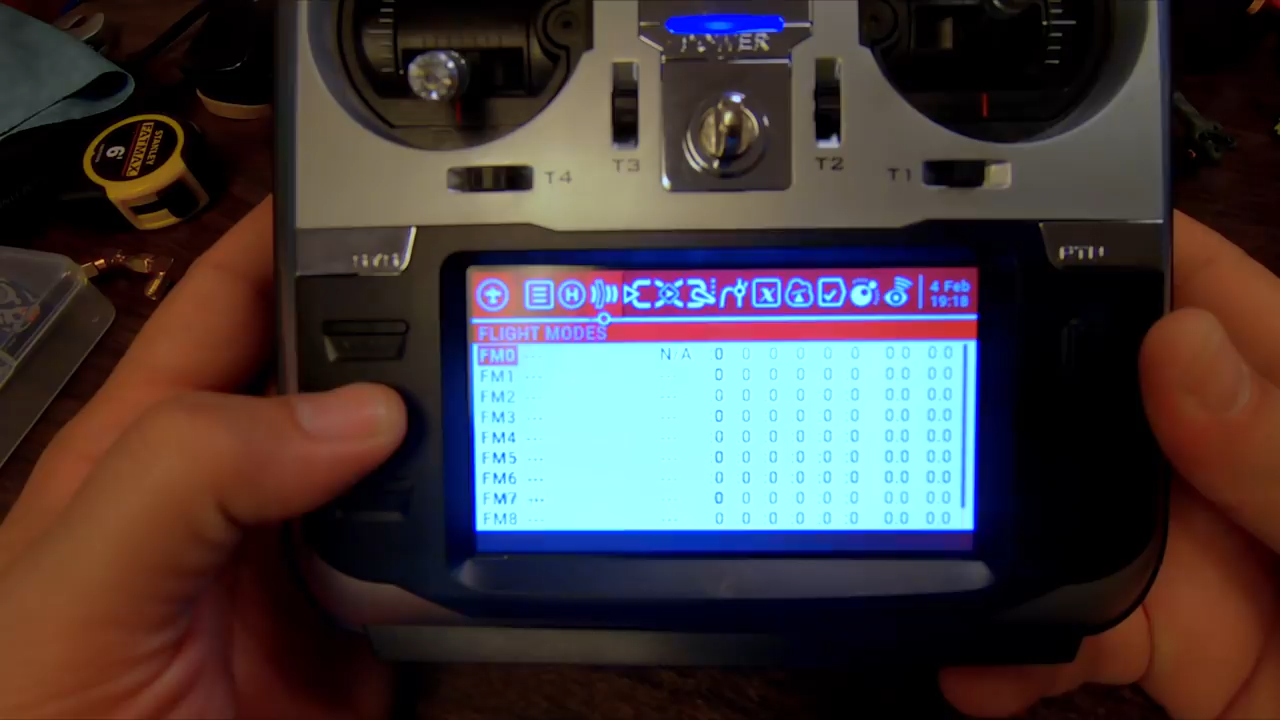 POWER
STANLEY
FATMAX
6'
T4
T3
T2
T1
SYS
RTN
H
X
4 Feb
19:18
FLIGHT MODES
FM0 --- N/A :0 0 0 0 :0 :0 0.0 0.0
FM1 --- --- 0 0 0 0 0 0 0.0 0.0
FM2 --- --- 0 0 0 0 0 0 0.0 0.0
FM3 --- --- 0 0 0 0 0 0 0.0 0.0
FM4 --- --- :0 :0 :0 :0 :0 :0 0.0 0.0
FM5 --- --- :0 :0 :0 :0 :0 :0 0.0 0.0
FM6 --- --- :0 :0 :0 :0 :0 :0 0.0 0.0
FM7 --- --- 0 0 0 0 0 0 0.0 0.0
FM8 --- --- 0 0 0 0 :0 :0 0.0 0.0